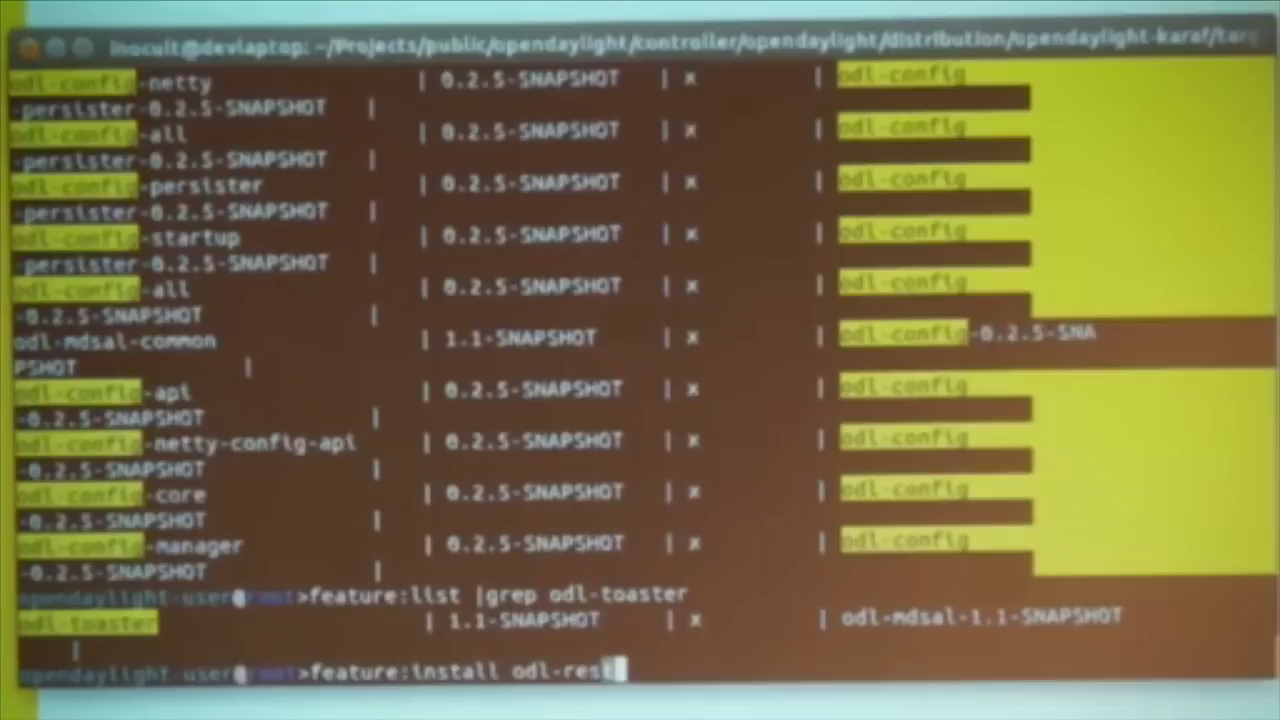 inocuit@devlaptop: ~/Projects/public/opendaylight/controller/opendaylight/distribution/opendaylight-karaf/targ
odl-config-netty | 0.2.5-SNAPSHOT | x | odl-config
-persister-0.2.5-SNAPSHOT |
odl-config-all | 0.2.5-SNAPSHOT | x | odl-config
-persister-0.2.5-SNAPSHOT |
odl-config-persister | 0.2.5-SNAPSHOT | x | odl-config
-persister-0.2.5-SNAPSHOT |
odl-config-startup | 0.2.5-SNAPSHOT | x | odl-config
-persister-0.2.5-SNAPSHOT |
odl-config-all | 0.2.5-SNAPSHOT | x | odl-config
-0.2.5-SNAPSHOT |
odl-mdsal-common | 1.1-SNAPSHOT | x | odl-config-0.2.5-SNA
PSHOT |
odl-config-api | 0.2.5-SNAPSHOT | x | odl-config
-0.2.5-SNAPSHOT |
odl-config-netty-config-api | 0.2.5-SNAPSHOT | x | odl-config
-0.2.5-SNAPSHOT |
odl-config-core | 0.2.5-SNAPSHOT | x | odl-config
-0.2.5-SNAPSHOT |
odl-config-manager | 0.2.5-SNAPSHOT | x | odl-config
-0.2.5-SNAPSHOT |
opendaylight-user@root>feature:list |grep odl-toaster
odl-toaster | 1.1-SNAPSHOT | x | odl-mdsal-1.1-SNAPSHOT
|
opendaylight-user@root>feature:install odl-rest